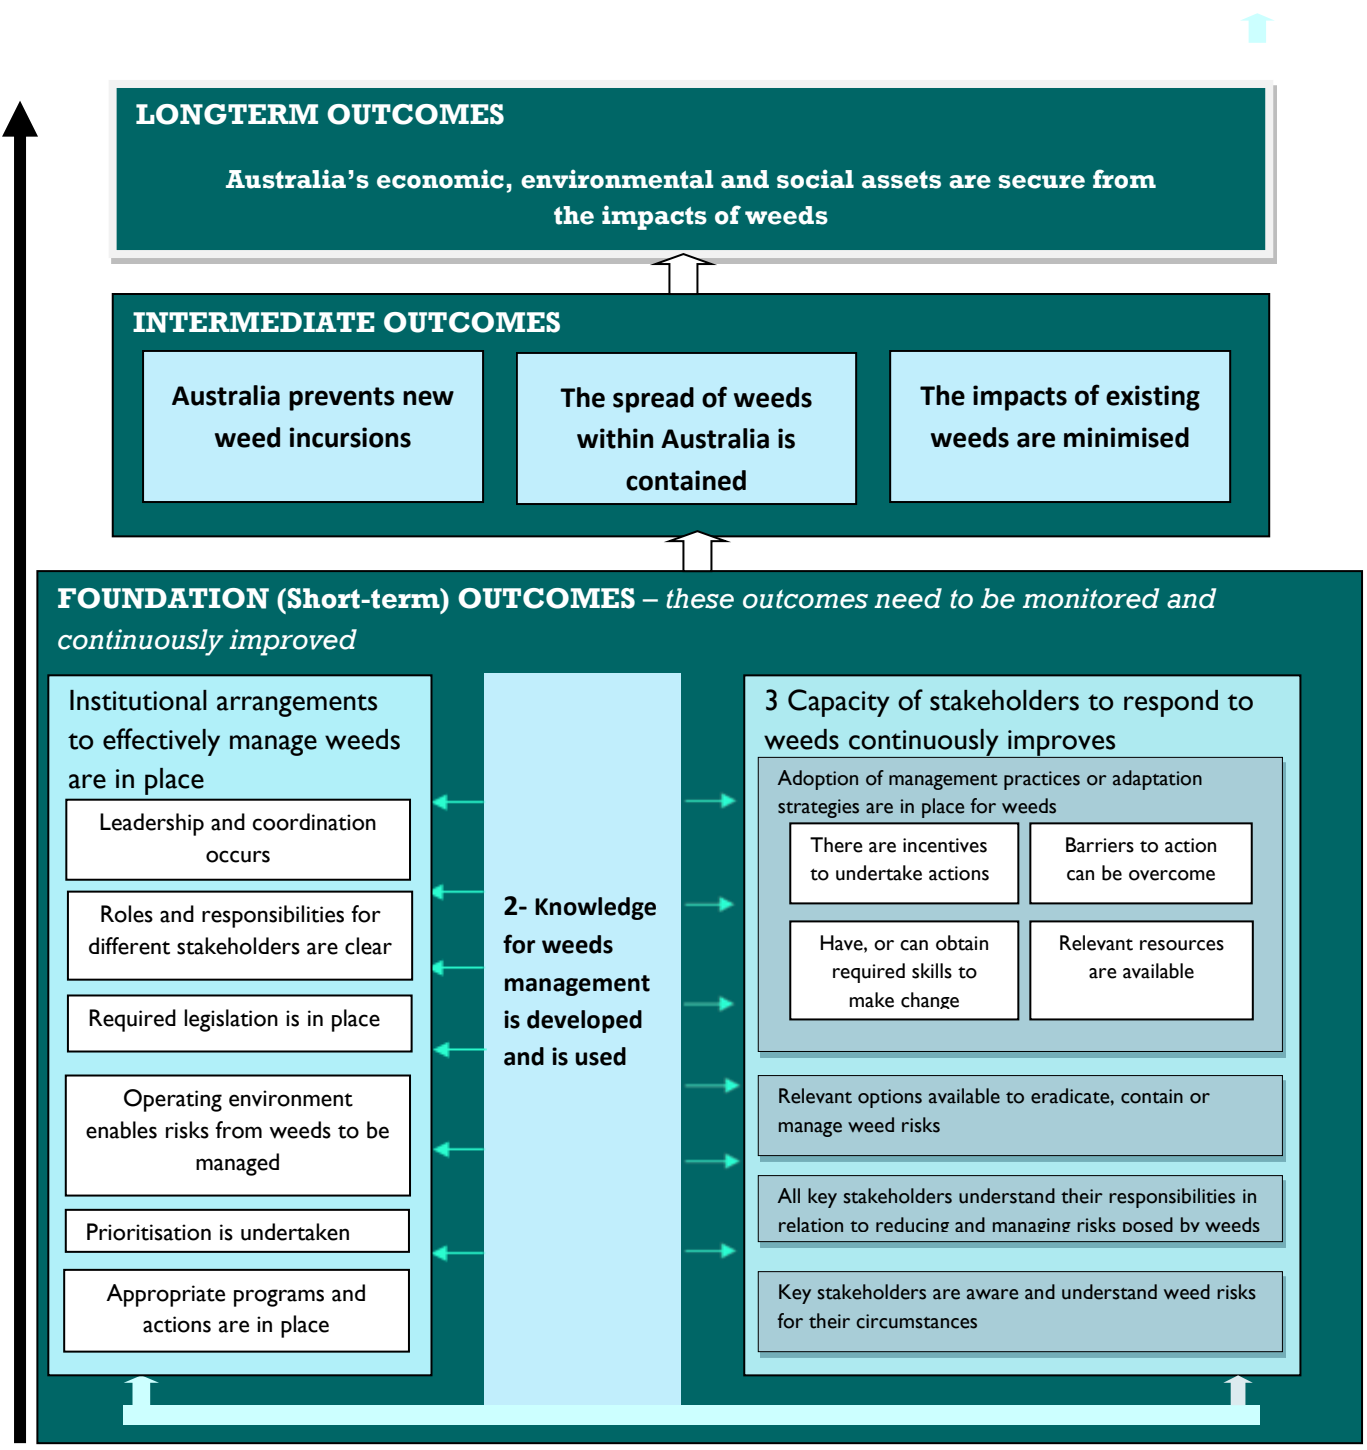 LONGTERM OUTCOMES
Australia’s economic, environmental and social assets are secure from
the impacts of weeds
INTERMEDIATE OUTCOMES
Australia prevents new
weed incursions
The spread of weeds
within Australia is
contained
The impacts of existing
weeds are minimised
FOUNDATION (Short-term) OUTCOMES – these outcomes need to be monitored and
continuously improved
Institutional arrangements
to effectively manage weeds
are in place
Leadership and coordination
occurs
Roles and responsibilities for
different stakeholders are clear
Required legislation is in place
Operating environment
enables risks from weeds to be
managed
Prioritisation is undertaken
Appropriate programs and
actions are in place
2- Knowledge
for weeds
management
is developed
and is used
3 Capacity of stakeholders to respond to
weeds continuously improves
Adoption of management practices or adaptation
strategies are in place for weeds
There are incentives
to undertake actions
Barriers to action
can be overcome
Have, or can obtain
required skills to
make change
Relevant resources
are available
Relevant options available to eradicate, contain or
manage weed risks
All key stakeholders understand their responsibilities in
relation to reducing and managing risks posed by weeds
Key stakeholders are aware and understand weed risks
for their circumstances